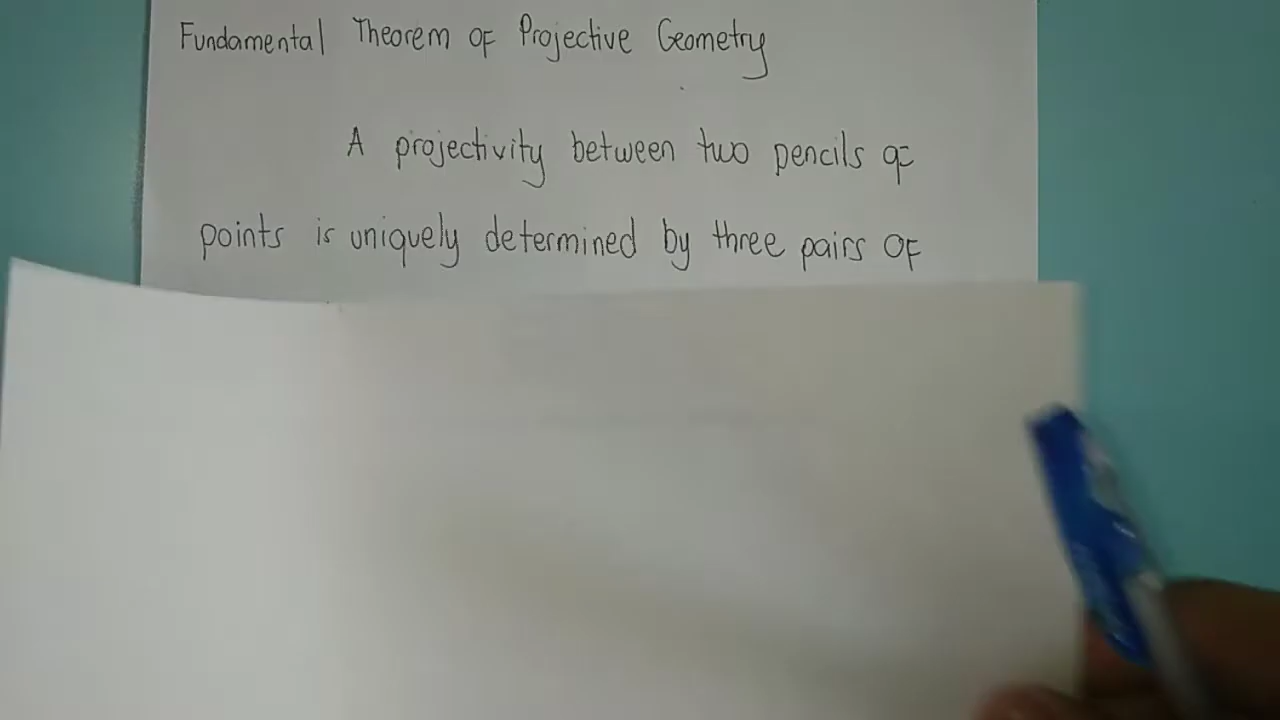 Fundamental Theorem of Projective Geometry
A projectivity between two pencils of
points is uniquely determined by three pairs of